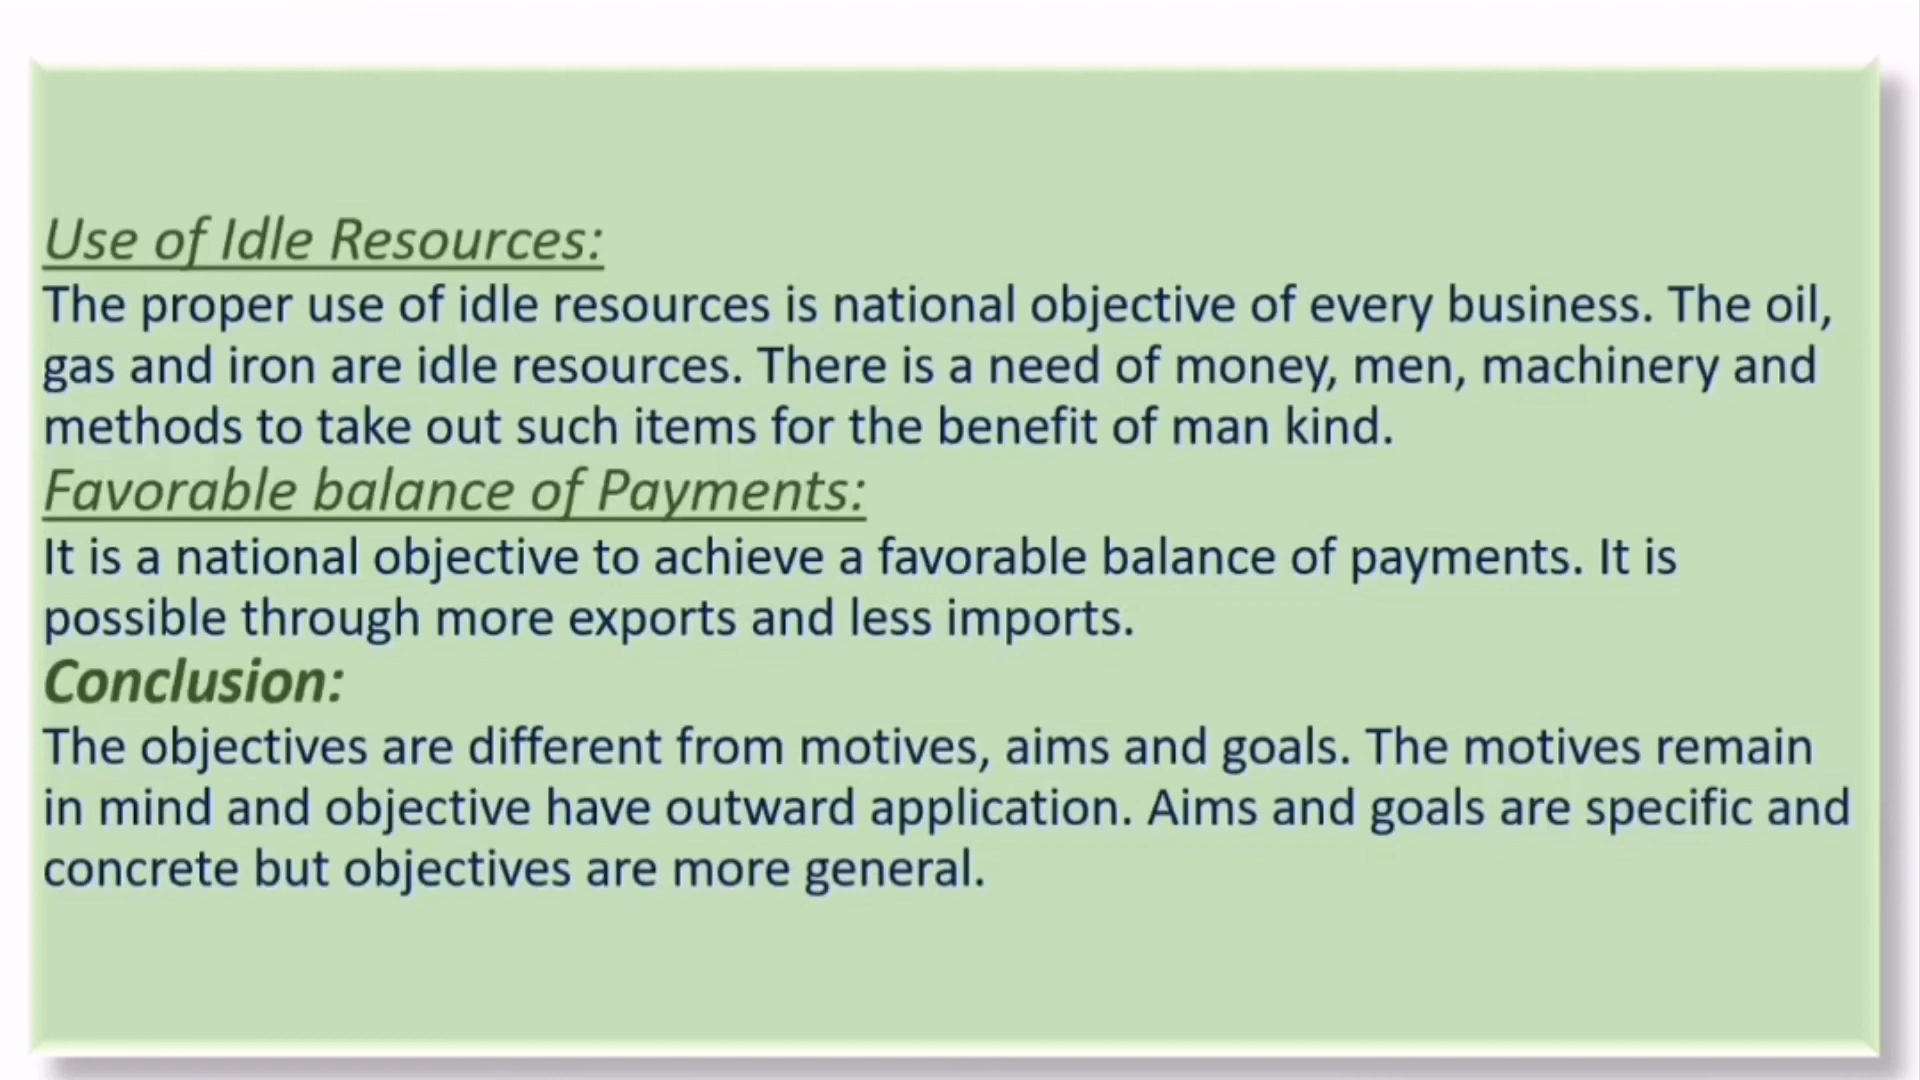 Use of Idle Resources:
The proper use of idle resources is national objective of every business. The oil,
gas and iron are idle resources. There is a need of money, men, machinery and
methods to take out such items for the benefit of man kind.
Favorable balance of Payments:
It is a national objective to achieve a favorable balance of payments. It is
possible through more exports and less imports.
Conclusion:
The objectives are different from motives, aims and goals. The motives remain
in mind and objective have outward application. Aims and goals are specific and
concrete but objectives are more general.